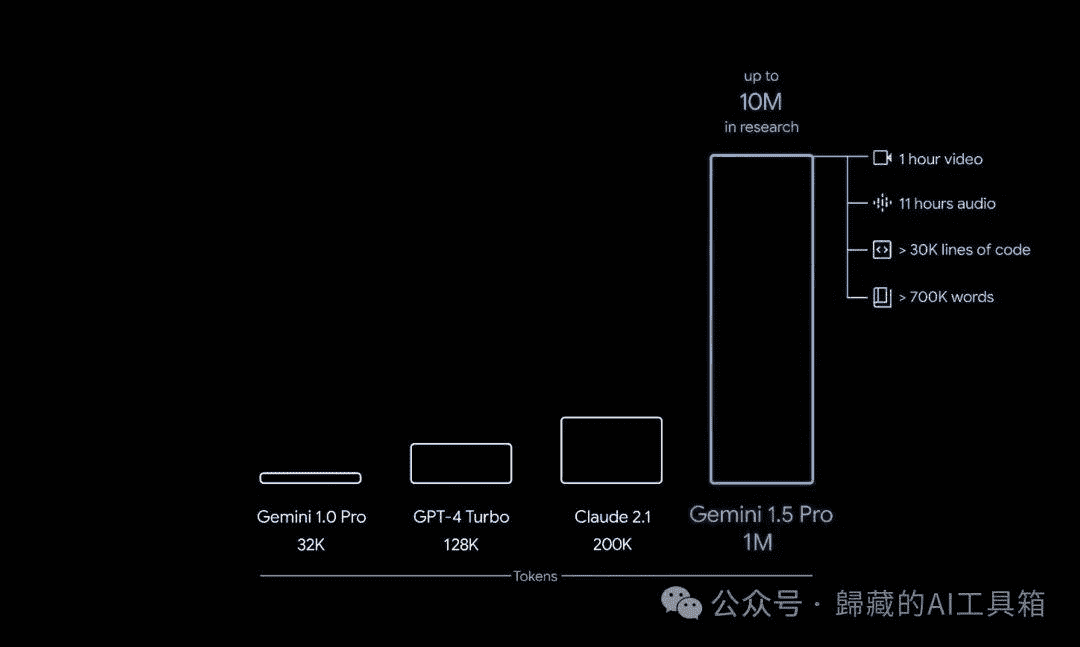 up to
10M
in research
1 hour video
11 hours audio
> 30K lines of code
> 700K words
Gemini 1.0 Pro
32K
GPT-4 Turbo
128K
Claude 2.1
200K
Gemini 1.5 Pro
1M
Tokens
公众号 · 歸藏的AI工具箱